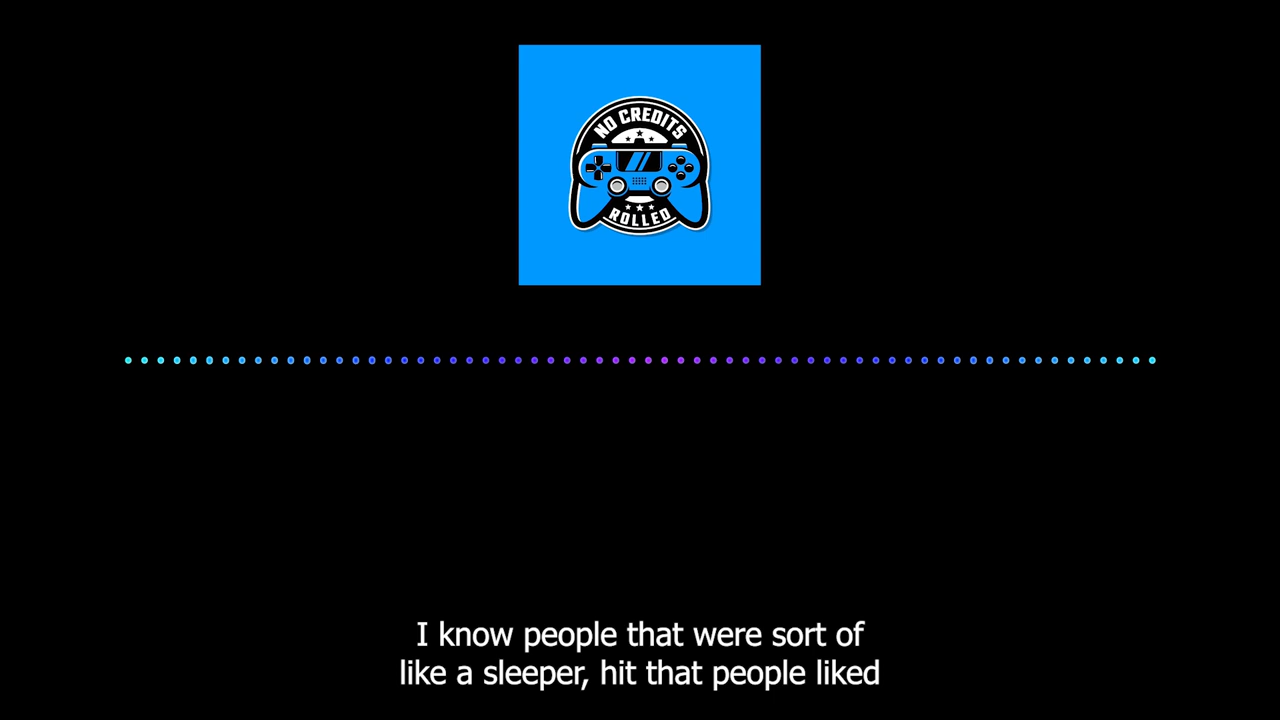 NO CREDITS
ROLLED
I know people that were sort of
like a sleeper, hit that people liked